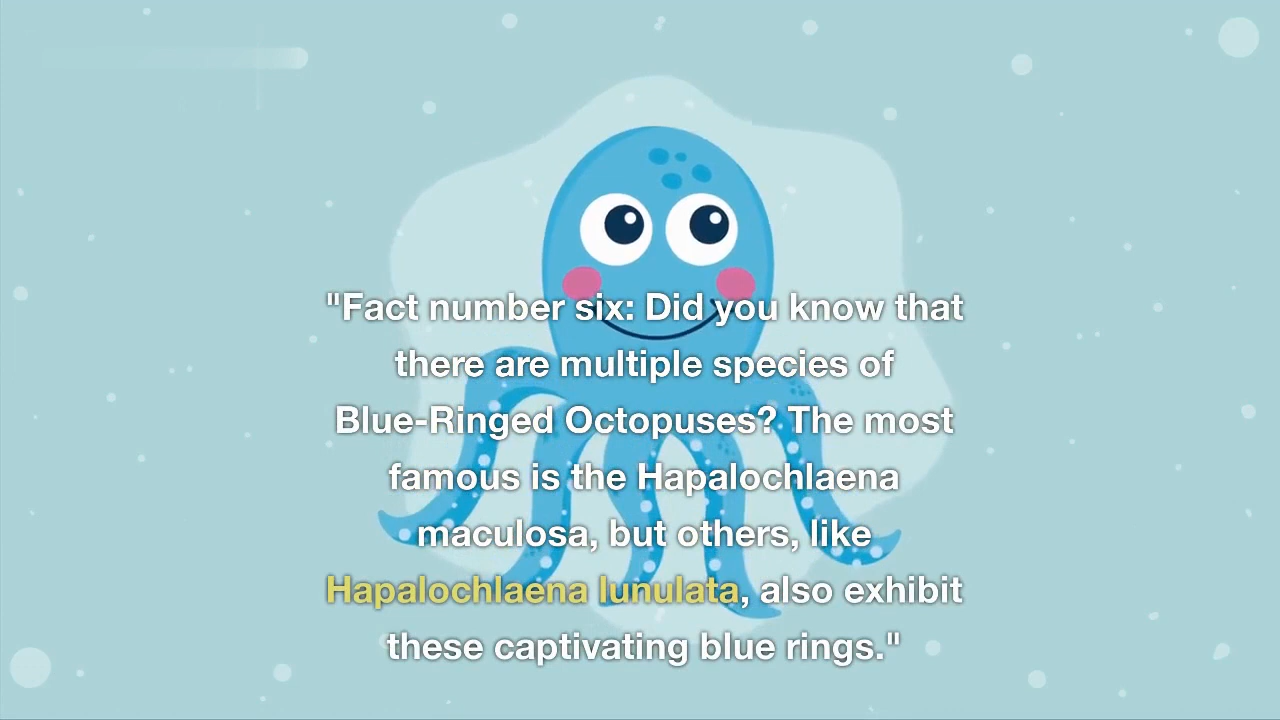 "Fact number six: Did you know that
there are multiple species of
Blue-Ringed Octopuses? The most
famous is the Hapalochlaena
maculosa, but others, like
Hapalochlaena lunulata, also exhibit
these captivating blue rings."